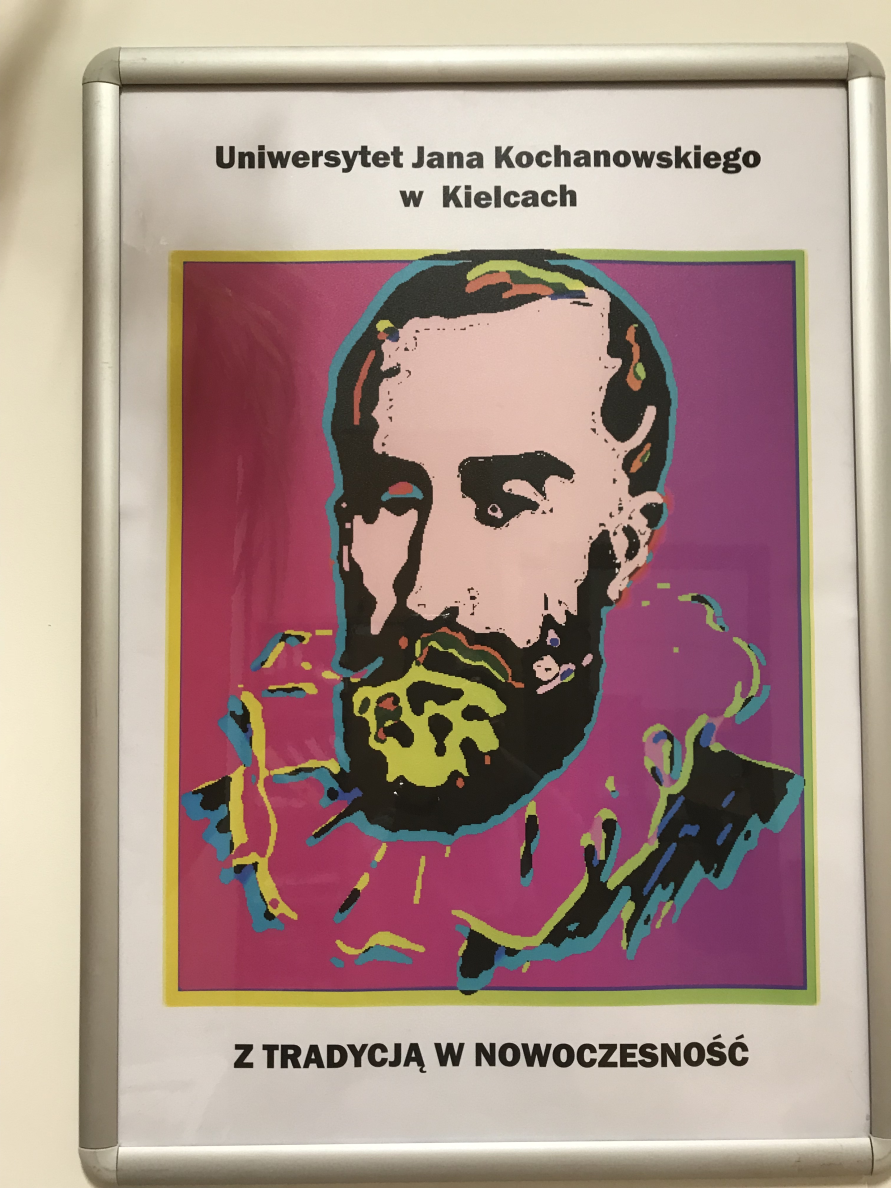 Uniwersytet Jana Kochanowskiego
w Kielcach
Z TRADYCJĄ W NOWOCZESNOŚĆ